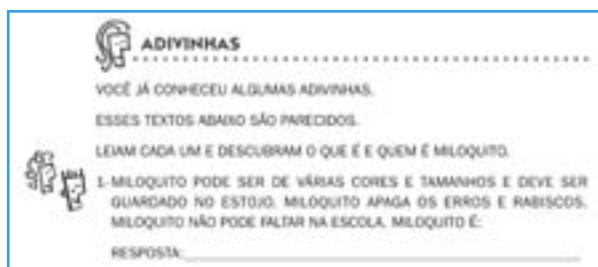 ADIVINHAS
VOCÊ JÁ CONHECEU ALGUMAS ADIVINHAS.
ESSES TEXTOS ABAIXO SÃO PARECIDOS.
LEIAM CADA UM E DESCUBRAM O QUE É E QUEM É MILOQUITO.
1- MILOQUITO PODE SER DE VÁRIAS CORES E TAMANHOS E DEVE SER
GUARDADO NO ESTOJO. MILOQUITO APAGA OS ERROS E RABISCOS.
MILOQUITO NÃO PODE FALTAR NA ESCOLA. MILOQUITO É:
RESPOSTA: